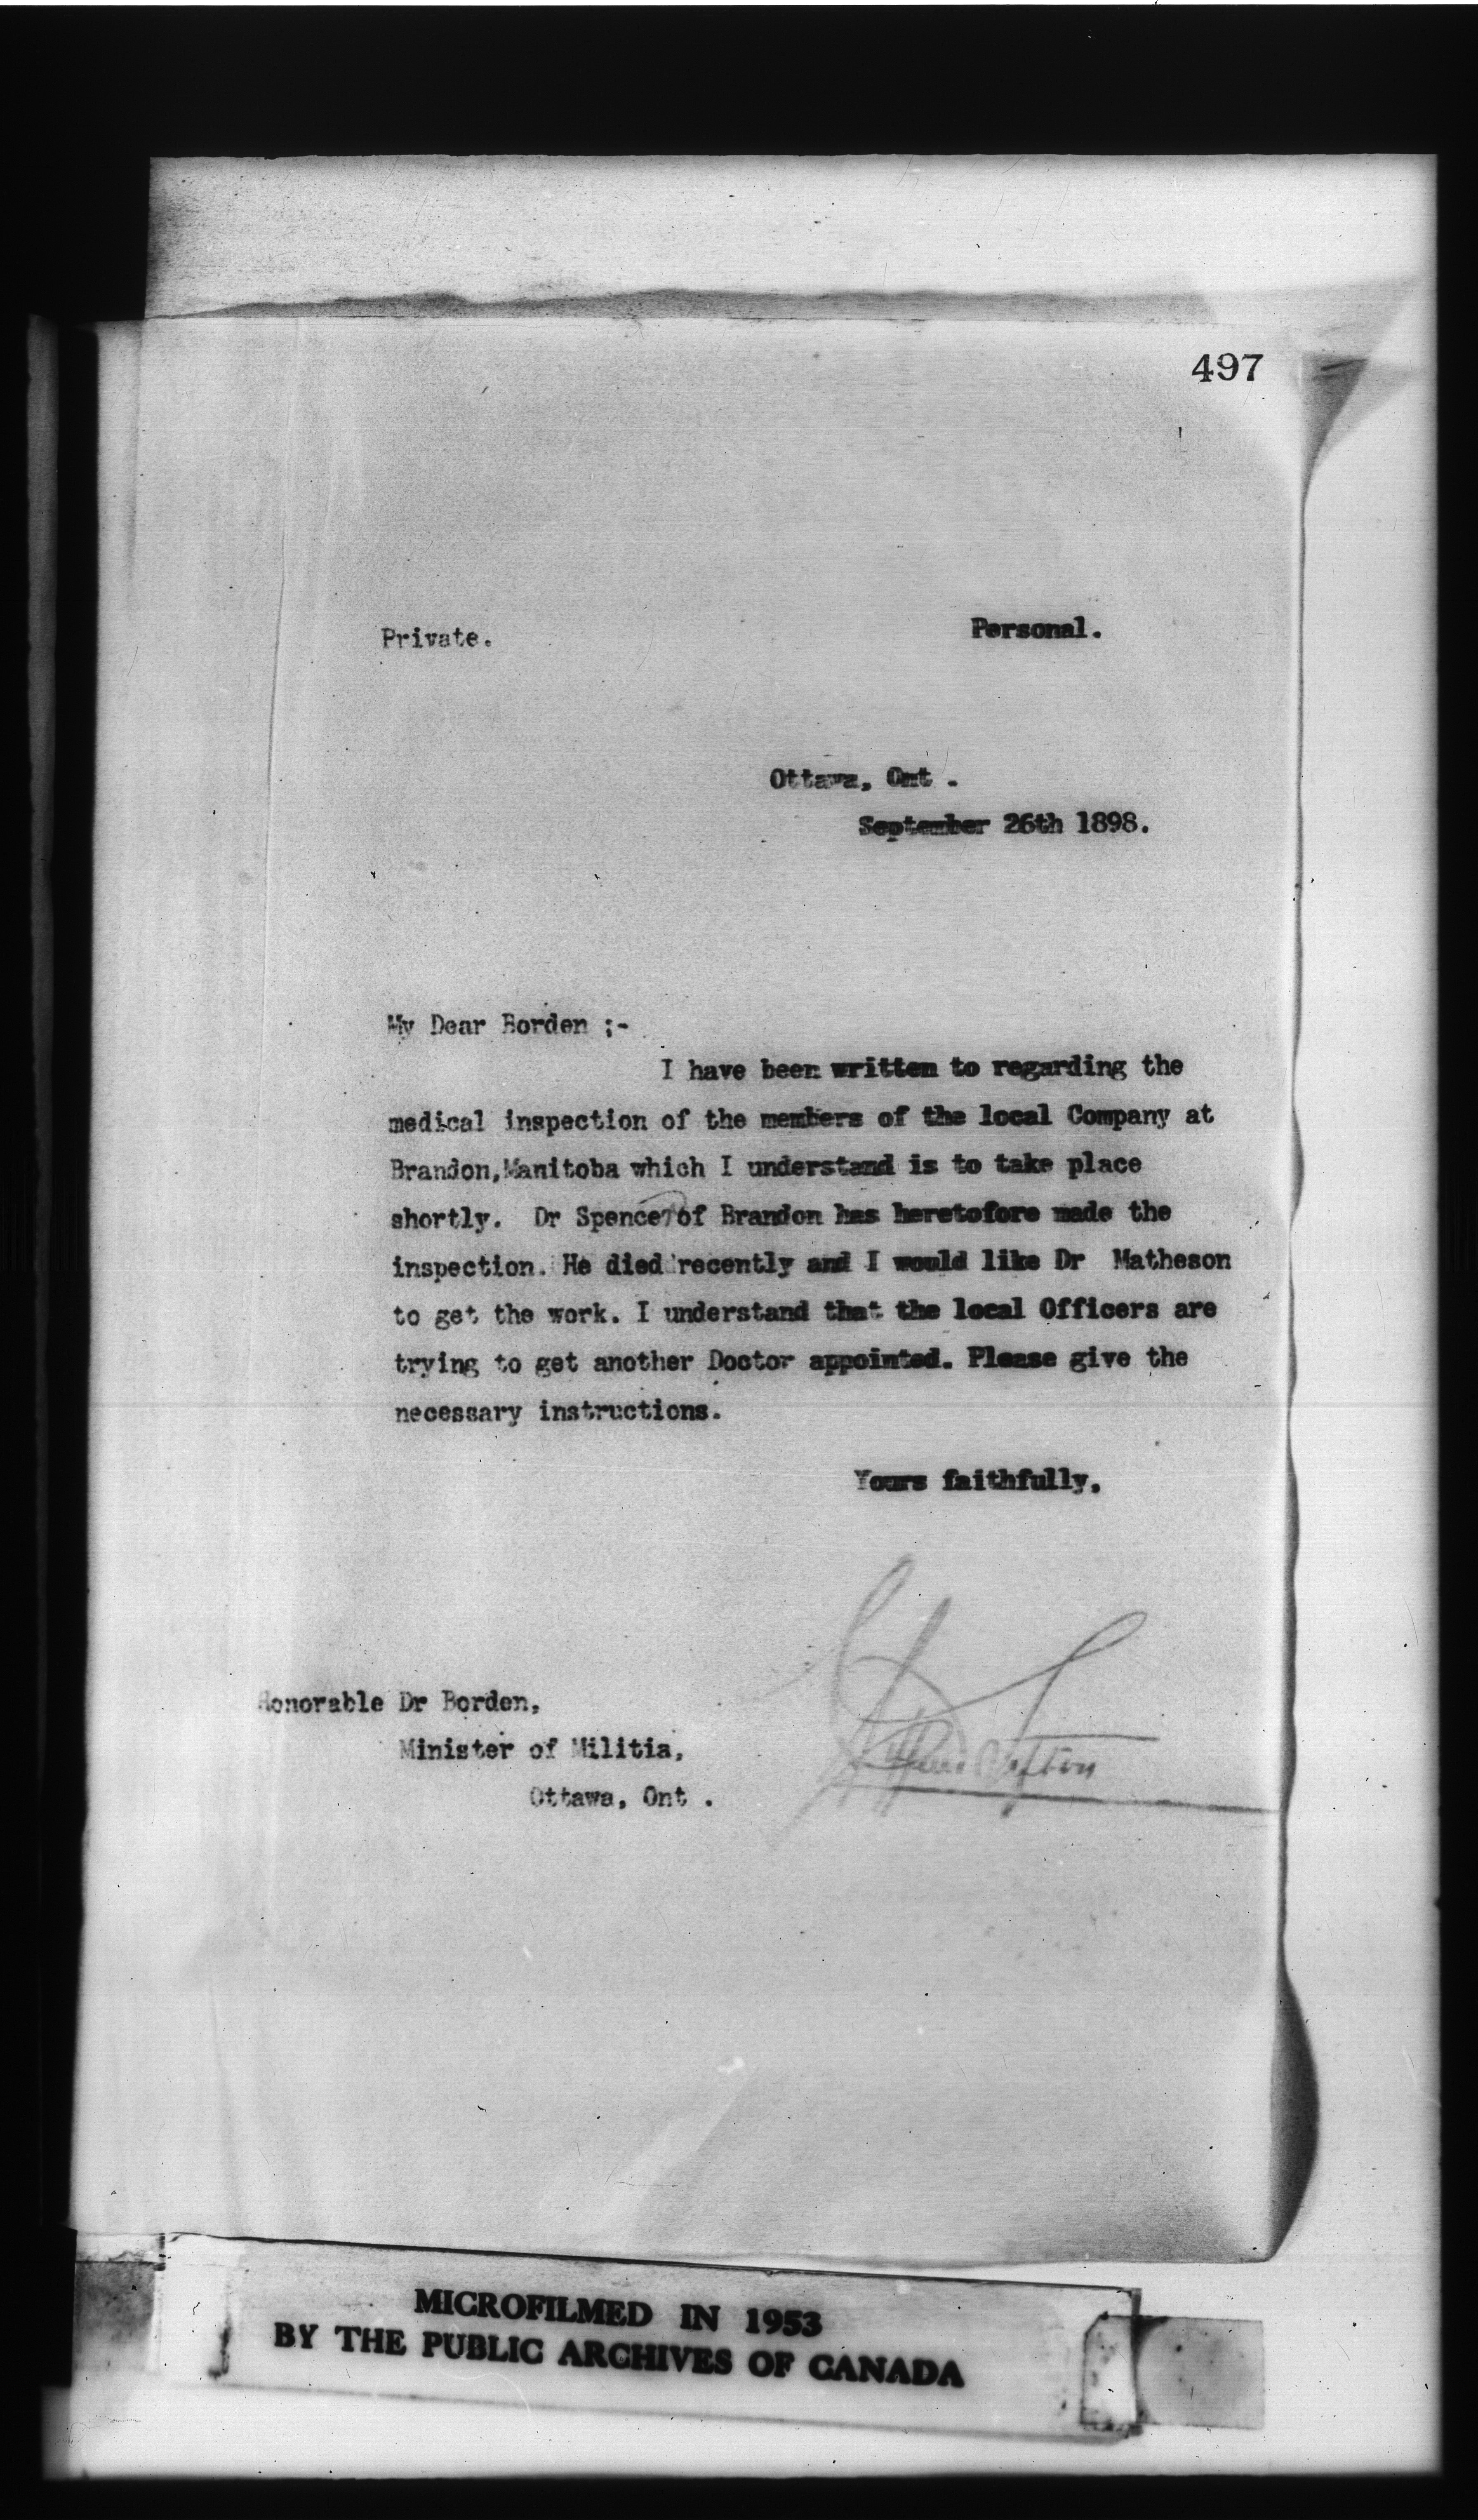 497
Private.
Personal.
Ottawa, Ont .
September 26th 1898.
My Dear Borden ;-
I have been written to regarding the
medical inspection of the members of the local Company at
Brandon,Manitoba which I understand is to take place
shortly. Dr Spencer of Brandon has heretofore made the
inspection. He died recently and I would like Dr Matheson
to get the work. I understand that the local Officers are
trying to get another Doctor appointed. Please give the
necessary instructions.
Yours faithfully,
Honorable Dr Borden,
Minister of Militia,
Ottawa, Ont .
Clifford Sifton
MICROFILMED IN 1953
BY THE PUBLIC ARCHIVES OF CANADA